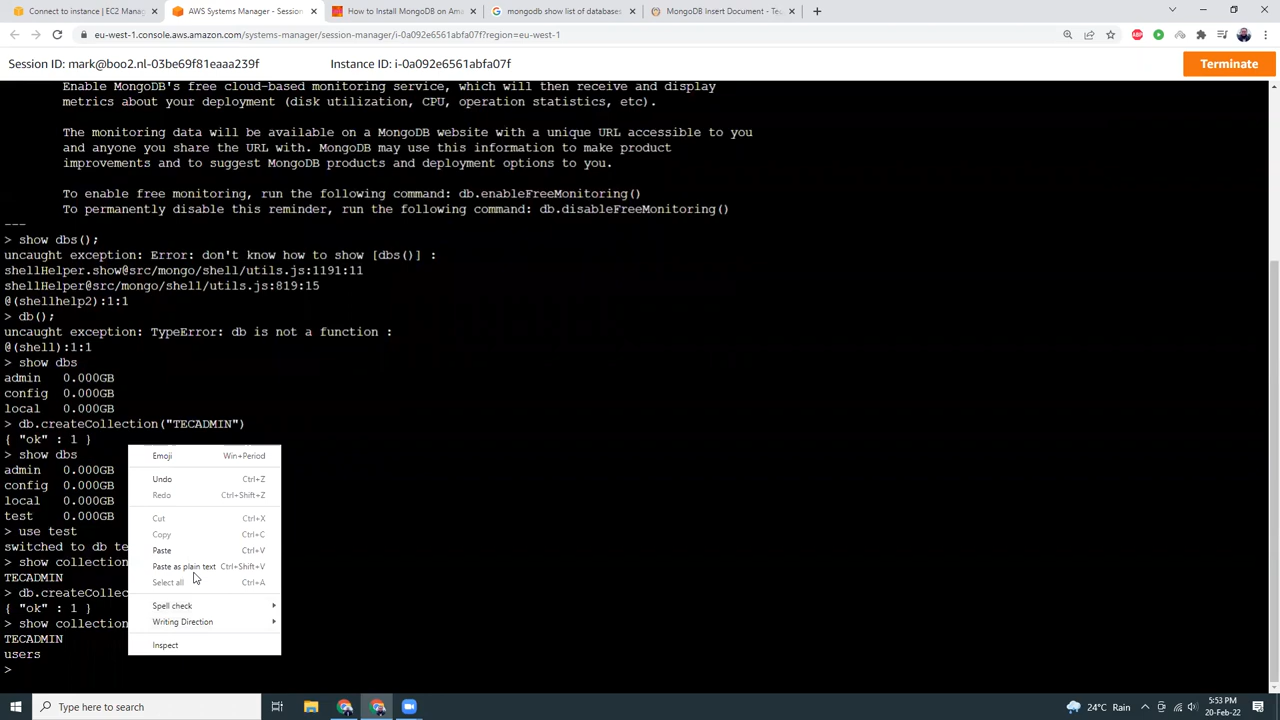 Connect to instance | EC2 Manag
AWS Systems Manager - Session
How to Install MongoDB on Ama
mongodb show list of databases
MongoDB Insert Document - Te
eu-west-1.console.aws.amazon.com/systems-manager/session-manager/i-0a092e6561abfa07f?region=eu-west-1
Session ID: mark@boo2.nl-03be69f81eaaa239f
Instance ID: i-0a092e6561abfa07f
Terminate
Enable MongoDB's free cloud-based monitoring service, which will then receive and display
metrics about your deployment (disk utilization, CPU, operation statistics, etc).
The monitoring data will be available on a MongoDB website with a unique URL accessible to you
and anyone you share the URL with. MongoDB may use this information to make product
improvements and to suggest MongoDB products and deployment options to you.
To enable free monitoring, run the following command: db.enableFreeMonitoring()
To permanently disable this reminder, run the following command: db.disableFreeMonitoring()
---
> show dbs();
uncaught exception: Error: don't know how to show [dbs()] :
shellHelper.show@src/mongo/shell/utils.js:1191:11
shellHelper@src/mongo/shell/utils.js:819:15
@(shellhelp2):1:1
> db();
uncaught exception: TypeError: db is not a function :
@(shell):1:1
> show dbs
admin 0.000GB
config 0.000GB
local 0.000GB
> db.createCollection("TECADMIN")
{ "ok" : 1 }
> show dbs
admin 0.000GB
config 0.000GB
local 0.000GB
test 0.000GB
> use test
switched to db te
> show collection
TECADMIN
> db.createCollec
{ "ok" : 1 }
> show collection
TECADMIN
users
>
Emoji Win+Period
Undo Ctrl+Z
Redo Ctrl+Shift+Z
Cut Ctrl+X
Copy Ctrl+C
Paste Ctrl+V
Paste as plain text Ctrl+Shift+V
Select all Ctrl+A
Spell check
Writing Direction
Inspect
Type here to search
24°C Rain
5:53 PM
20-Feb-22